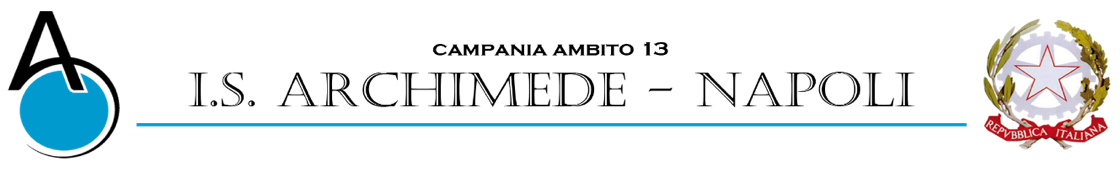 CAMPANIA AMBITO 13
I.S. ARCHIMEDE – NAPOLI
REPVBBLICA ITALIANA